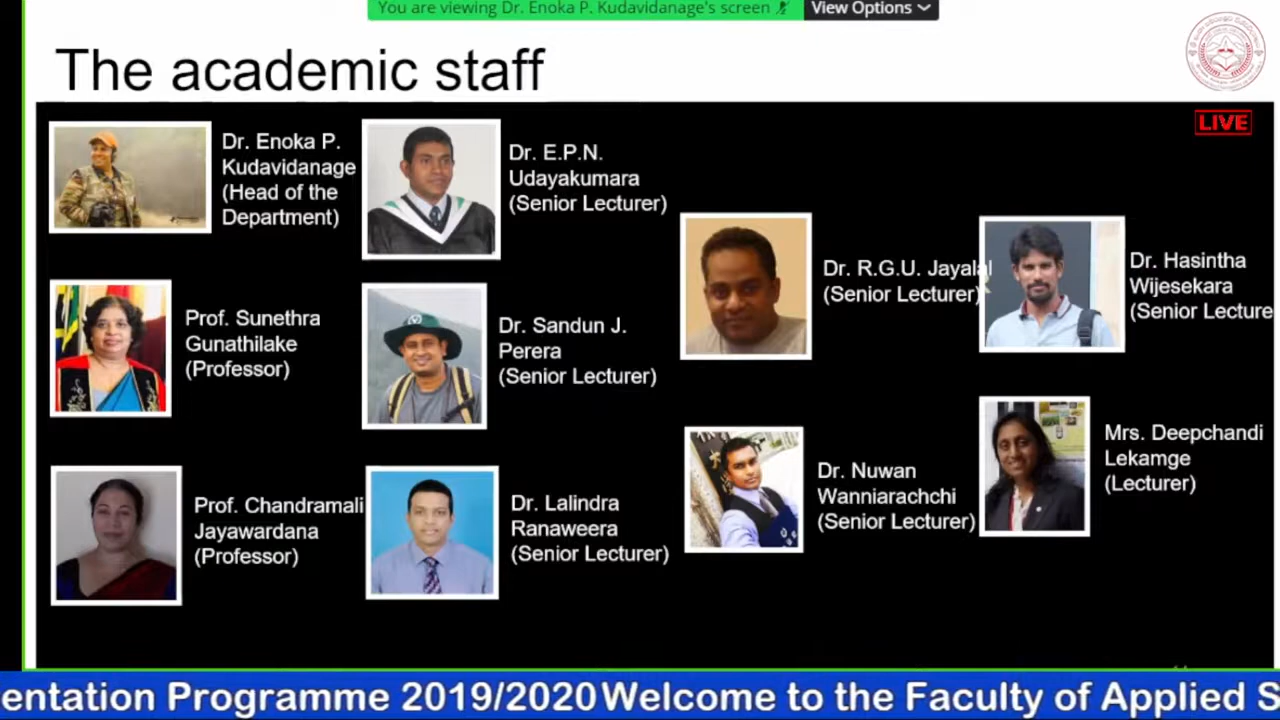 You are viewing Dr. Enoka P. Kudavidanage's screen
View Options
The academic staff
LIVE
Dr. Enoka P.
Kudavidanage
(Head of the
Department)
Dr. E.P.N.
Udayakumara
(Senior Lecturer)
Dr. R.G.U. Jayalal
(Senior Lecturer)
Dr. Hasintha
Wijesekara
(Senior Lecture
Prof. Sunethra
Gunathilake
(Professor)
Dr. Sandun J.
Perera
(Senior Lecturer)
Dr. Nuwan
Wanniarachchi
(Senior Lecturer)
Mrs. Deepchandi
Lekamge
(Lecturer)
Prof. Chandramali
Jayawardana
(Professor)
Dr. Lalindra
Ranaweera
(Senior Lecturer)
entation Programme 2019/2020 Welcome to the Faculty of Applied S